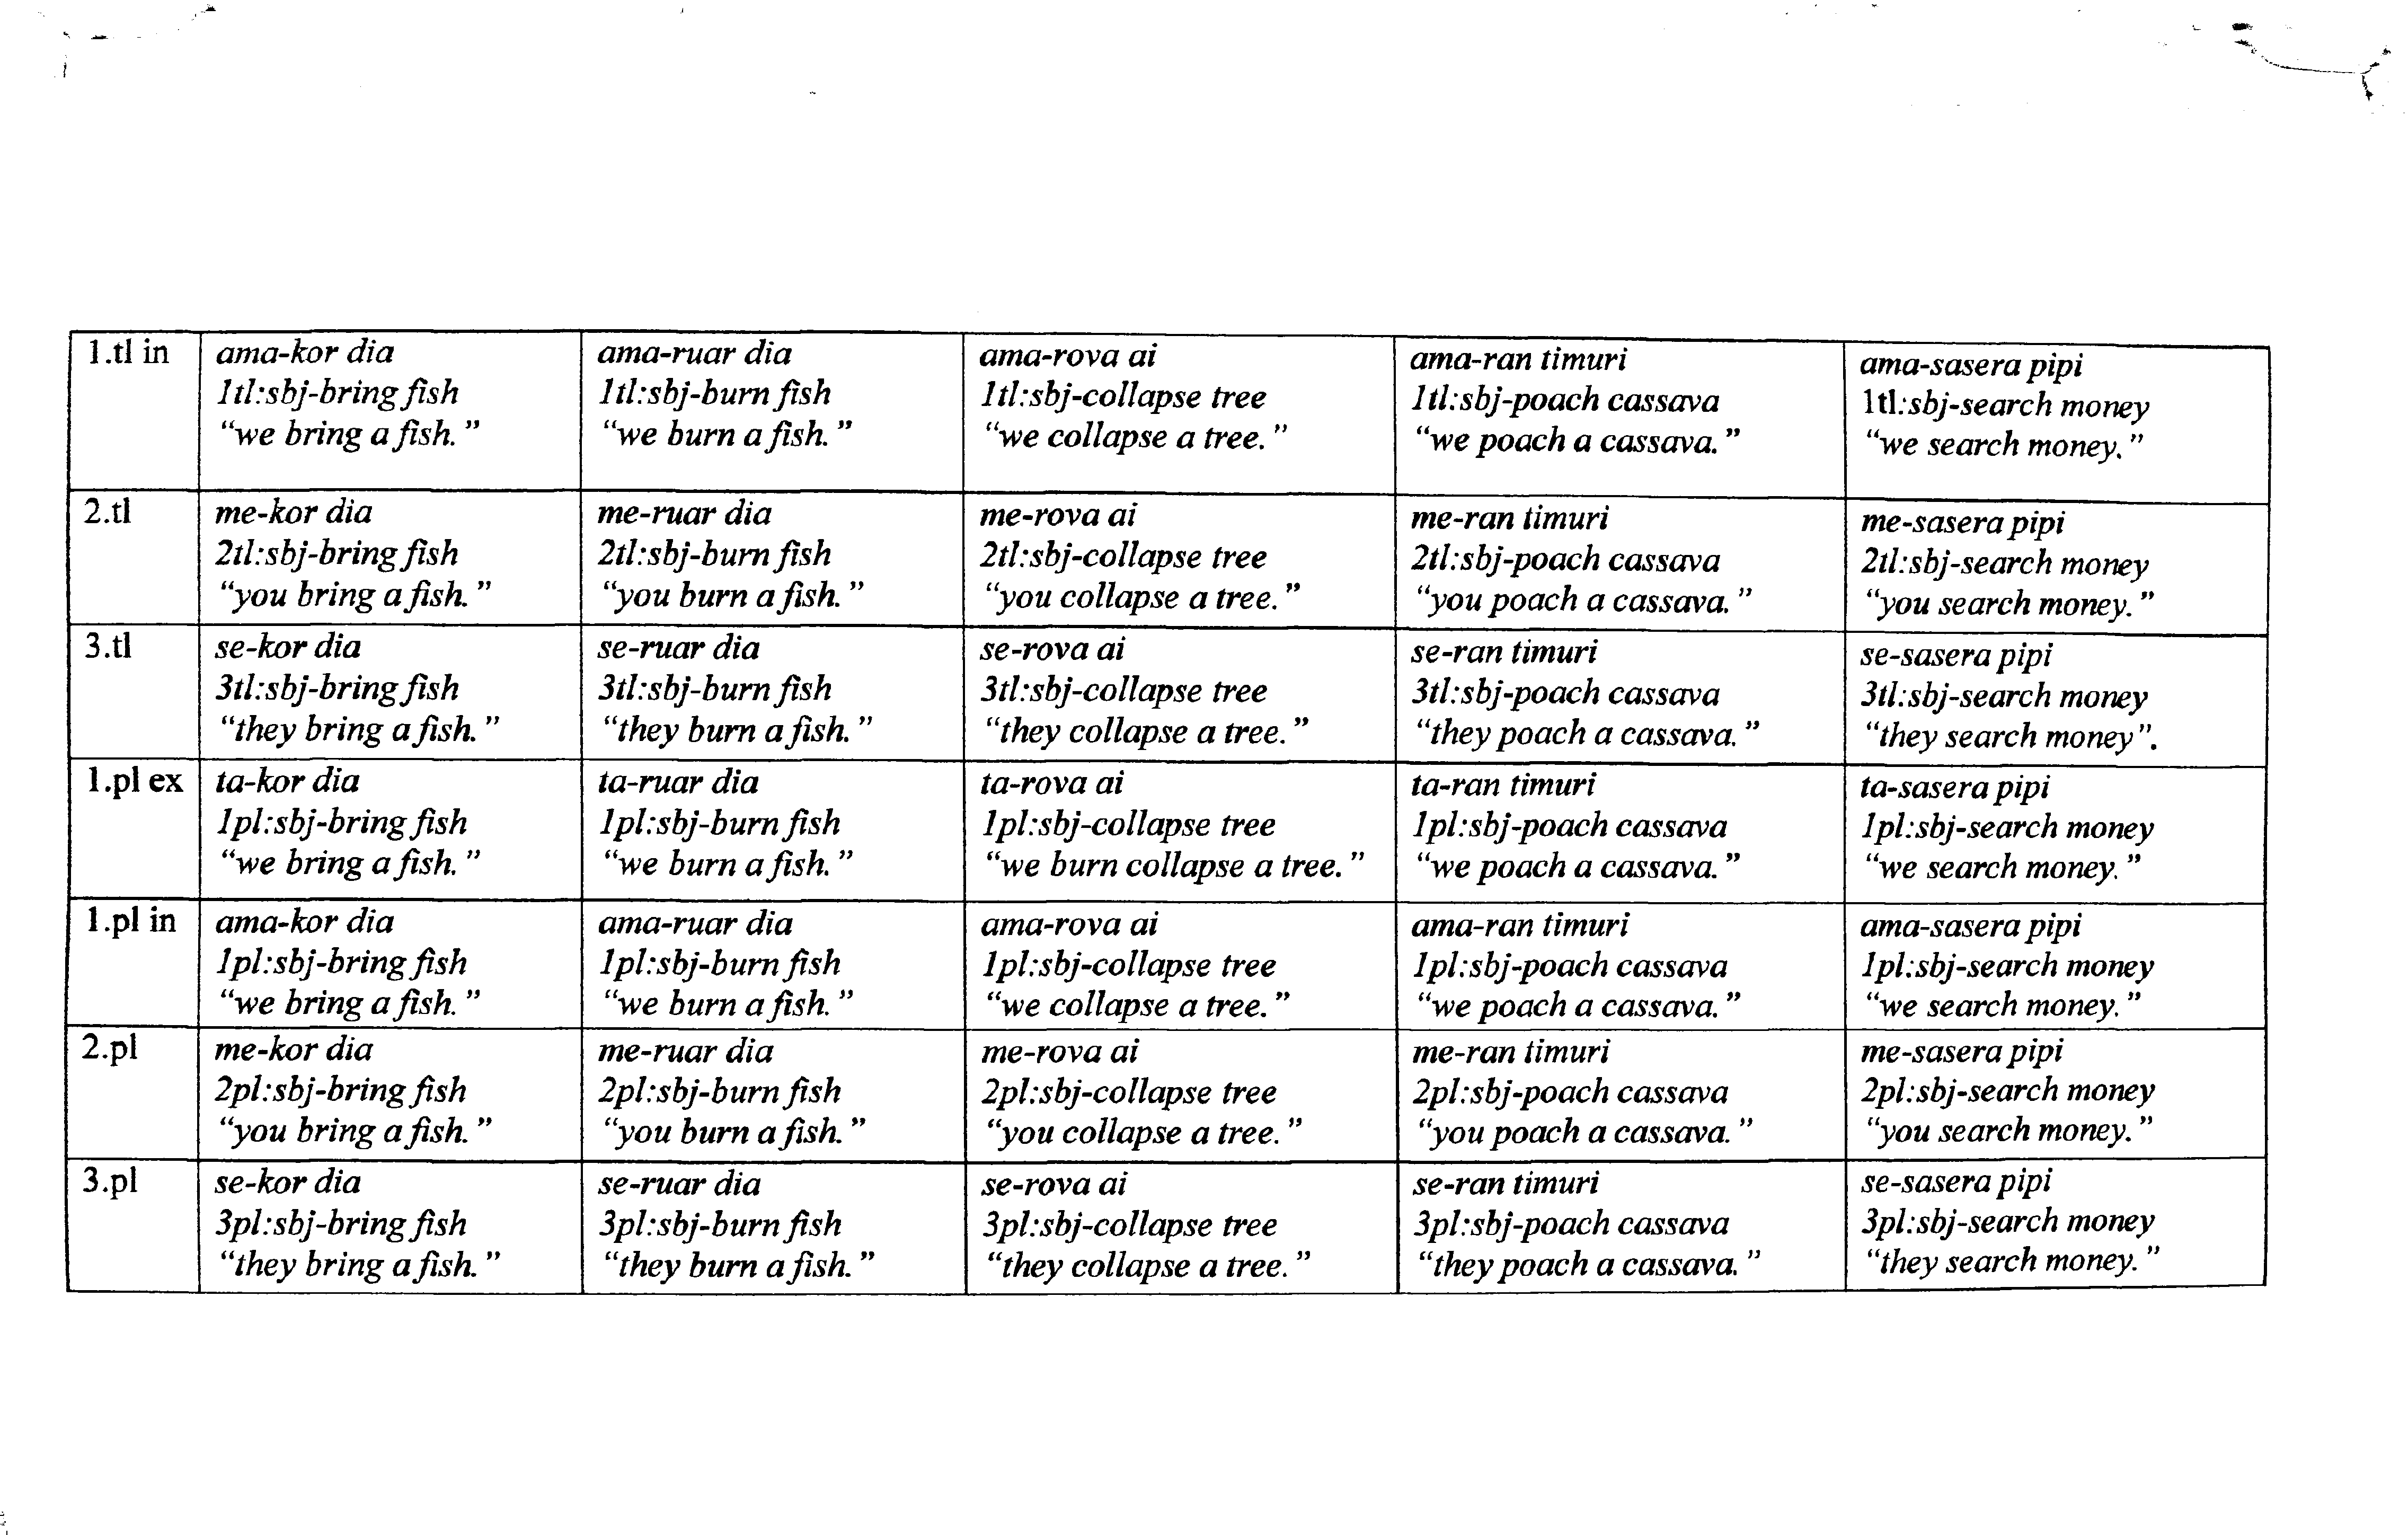 1.tl in
ama-kor dia
1tl:sbj-bring fish
“we bring a fish.”
ama-ruar dia
1tl:sbj-burn fish
“we burn a fish.”
ama-rova ai
1tl:sbj-collapse tree
“we collapse a tree.”
ama-ran timuri
1tl:sbj-poach cassava
“we poach a cassava.”
ama-sasera pipi
1tl:sbj-search money
“we search money.”
2.tl
me-kor dia
2tl:sbj-bring fish
“you bring a fish.”
me-ruar dia
2tl:sbj-burn fish
“you burn a fish.”
me-rova ai
2tl:sbj-collapse tree
“you collapse a tree.”
me-ran timuri
2tl:sbj-poach cassava
“you poach a cassava.”
me-sasera pipi
2tl:sbj-search money
“you search money.”
3.tl
se-kor dia
3tl:sbj-bring fish
“they bring a fish.”
se-ruar dia
3tl:sbj-burn fish
“they burn a fish.”
se-rova ai
3tl:sbj-collapse tree
“they collapse a tree.”
se-ran timuri
3tl:sbj-poach cassava
“they poach a cassava.”
se-sasera pipi
3tl:sbj-search money
“they search money”.
1.pl ex
ta-kor dia
1pl:sbj-bring fish
“we bring a fish.”
ta-ruar dia
1pl:sbj-burn fish
“we burn a fish.”
ta-rova ai
1pl:sbj-collapse tree
“we burn collapse a tree.”
ta-ran timuri
1pl:sbj-poach cassava
“we poach a cassava.”
ta-sasera pipi
1pl:sbj-search money
“we search money.”
1.pl in
ama-kor dia
1pl:sbj-bring fish
“we bring a fish.”
ama-ruar dia
1pl:sbj-burn fish
“we burn a fish.”
ama-rova ai
1pl:sbj-collapse tree
“we collapse a tree.”
ama-ran timuri
1pl:sbj-poach cassava
“we poach a cassava.”
ama-sasera pipi
1pl:sbj-search money
“we search money.”
2.pl
me-kor dia
2pl:sbj-bring fish
“you bring a fish.”
me-ruar dia
2pl:sbj-burn fish
“you burn a fish.”
me-rova ai
2pl:sbj-collapse tree
“you collapse a tree.”
me-ran timuri
2pl:sbj-poach cassava
“you poach a cassava.”
me-sasera pipi
2pl:sbj-search money
“you search money.”
3.pl
se-kor dia
3pl:sbj-bring fish
“they bring a fish.”
se-ruar dia
3pl:sbj-burn fish
“they burn a fish.”
se-rova ai
3pl:sbj-collapse tree
“they collapse a tree.”
se-ran timuri
3pl:sbj-poach cassava
“they poach a cassava.”
se-sasera pipi
3pl:sbj-search money
“they search money.”